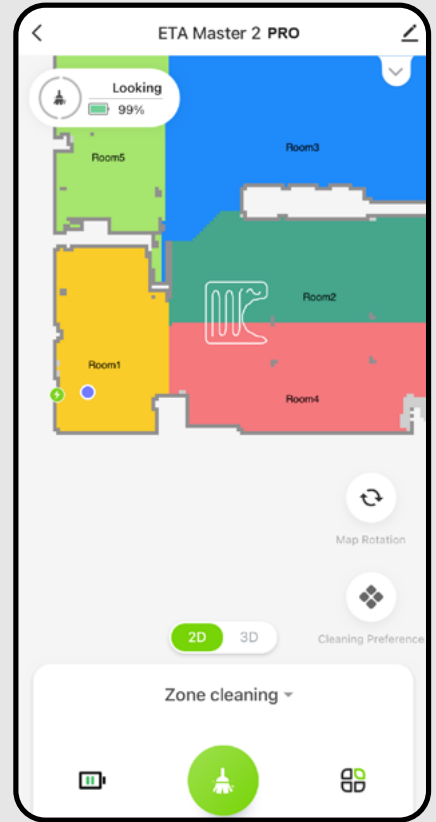 ETA Master 2 PRO
Looking
99%
Room5
Room3
Room2
Room1
Room4
Map Rotation
2D 3D
Cleaning Preference
Zone cleaning